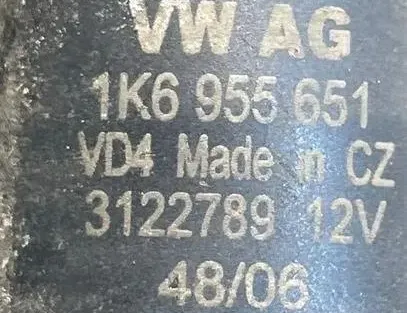 VW AG
1K6 955 651
VD4 Made in CZ
3122789 12V
48/06